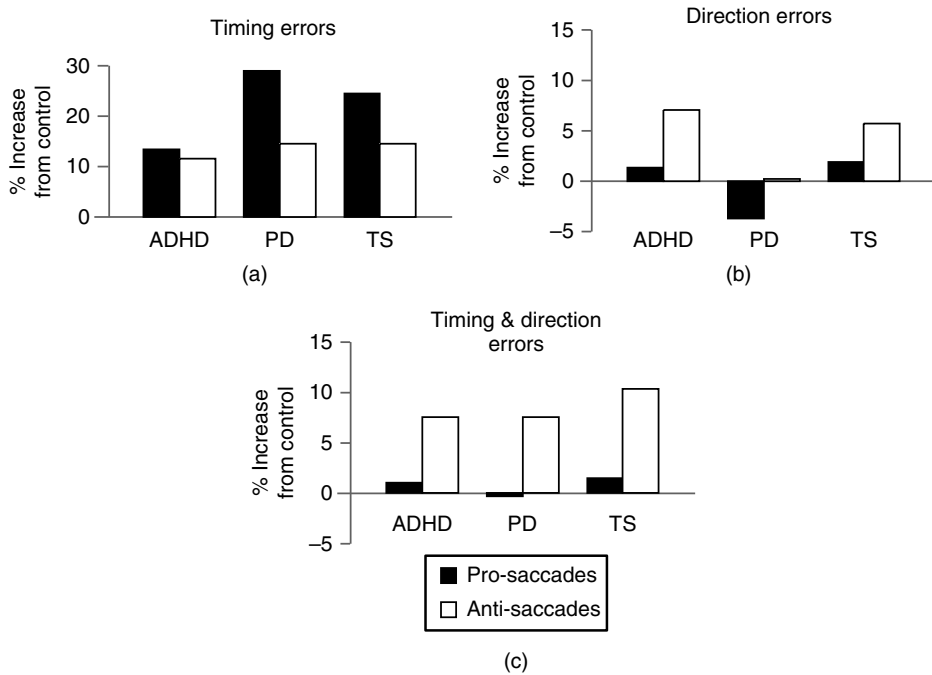 Timing errors
% Increase
from control
30
20
10
0
ADHD PD TS
(a)
Direction errors
% Increase
from control
15
10
5
0
–5
ADHD PD TS
(b)
Timing & direction
errors
% Increase
from control
15
10
5
0
–5
ADHD PD TS
Pro-saccades
Anti-saccades
(c)